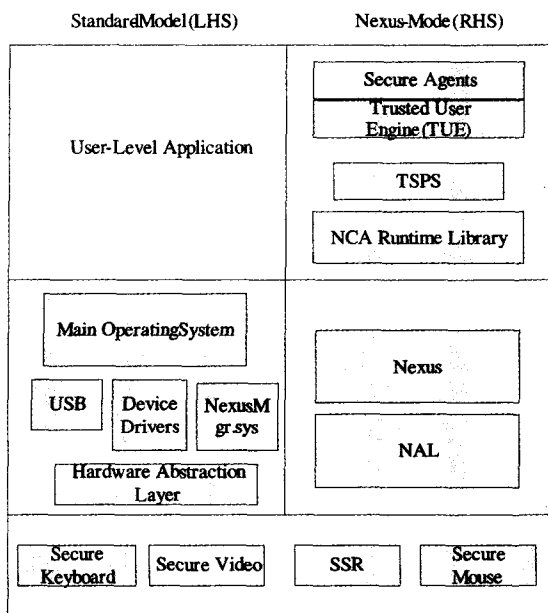 StandardModel(LHS)
Nexus-Mode(RHS)
User-Level Application
Secure Agents
Trusted User
Engine(TUE)
TSPS
NCA Runtime Library
Main OperatingSystem
USB
Device
Drivers
NexusM
gr.sys
Hardware Abstraction
Layer
Nexus
NAL
Secure
Keyboard
Secure Video
SSR
Secure
Mouse